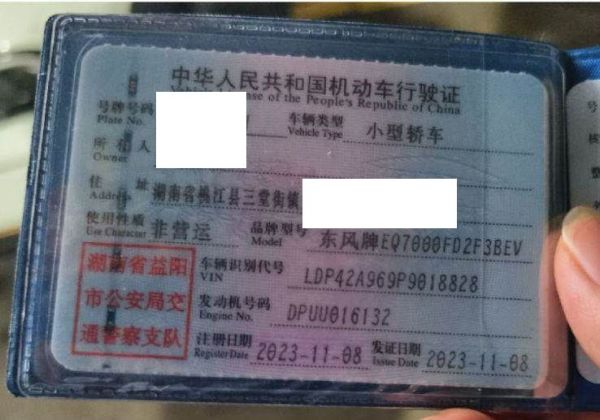 中华人民共和国机动车行驶证
nse of the People's Republic of China
号牌号码 Plate No. 车辆类型 Vehicle Type 小型轿车
所有人 Owner
住址 Address 湖南省桃江县三堂街镇
使用性质 Use Character 非营运 品牌型号 Model 东风牌EQ7000FD2F3BEV
湖南省益阳
市公安局交
通警察支队
车辆识别代号 VIN LDP42A969P9018828
发动机号码 Engine No. DPUU016132
注册日期 Register Date 2023-11-08 发证日期 Issue Date 2023-11-08
号